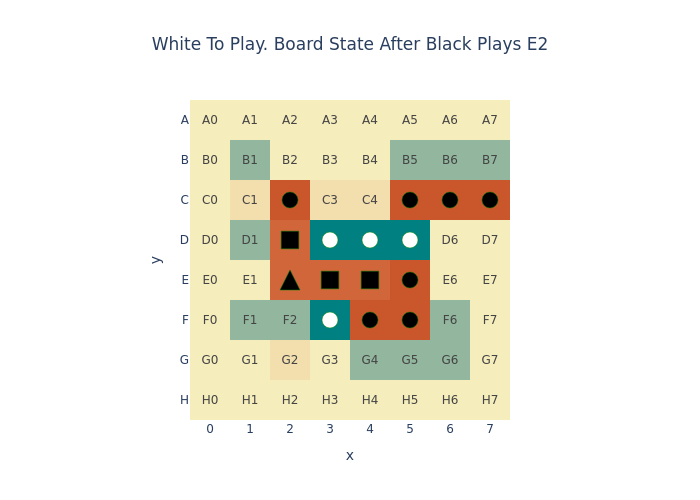 White To Play. Board State After Black Plays E2
A A0 A1 A2 A3 A4 A5 A6 A7
B B0 B1 B2 B3 B4 B5 B6 B7
C C0 C1 C3 C4
D D0 D1 D6 D7
y
E E0 E1 E6 E7
F F0 F1 F2 F6 F7
G G0 G1 G2 G3 G4 G5 G6 G7
H H0 H1 H2 H3 H4 H5 H6 H7
0 1 2 3 4 5 6 7
x